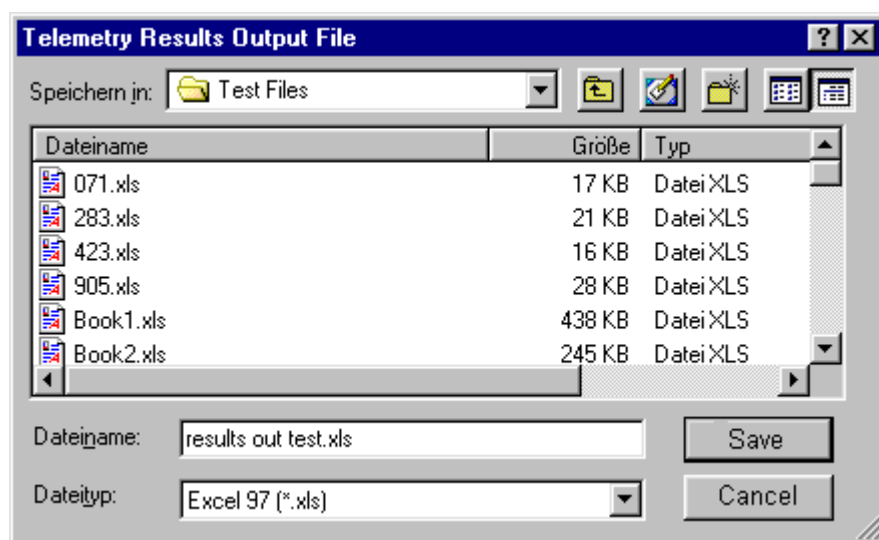 Telemetry Results Output File
Speichern in: Test Files
Dateiname Größe Typ
071.xls 17 KB Datei XLS
283.xls 21 KB Datei XLS
423.xls 16 KB Datei XLS
905.xls 28 KB Datei XLS
Book1.xls 438 KB Datei XLS
Book2.xls 245 KB Datei XLS
Dateiname: results out test.xls Save
Dateityp: Excel 97 (*.xls) Cancel